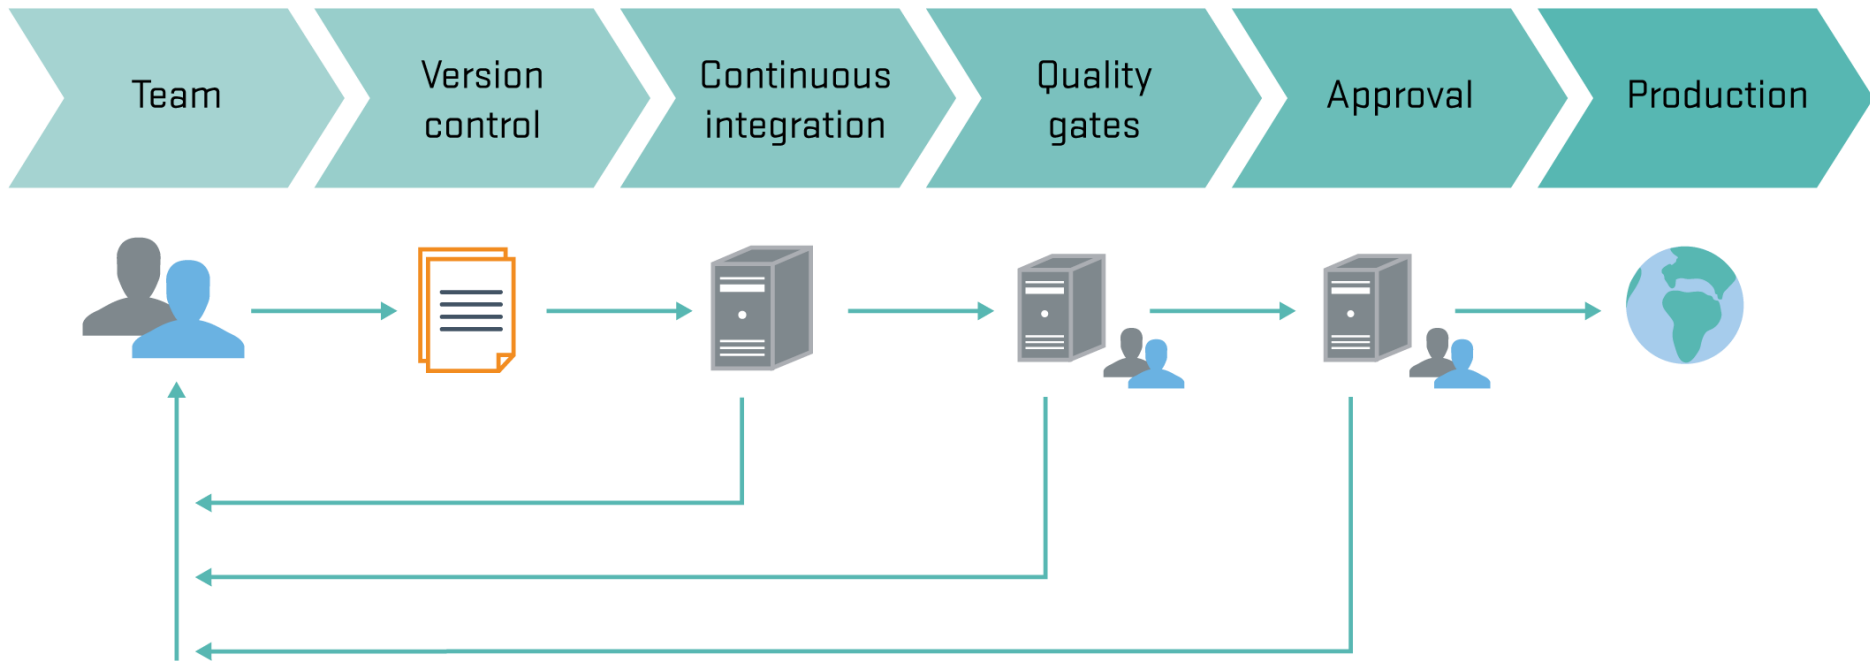 Team
Version
control
Continuous
integration
Quality
gates
Approval
Production